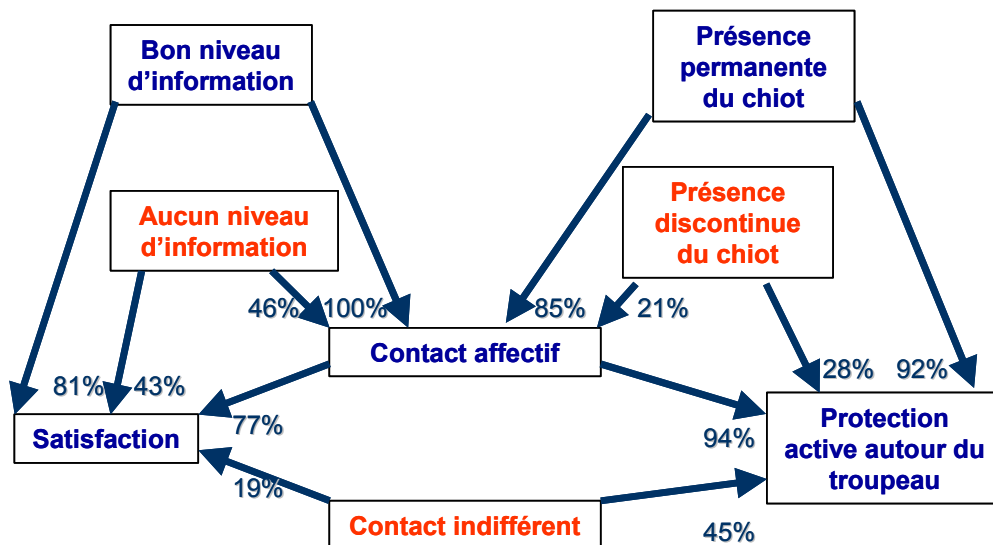 Bon niveau
d’information
Présence
permanente
du chiot
Aucun niveau
d’information
Présence
discontinue
du chiot
46%
100%
85%
21%
Contact affectif
81%
43%
28%
92%
Satisfaction
77%
94%
Protection
active autour du
troupeau
19%
Contact indifférent
45%